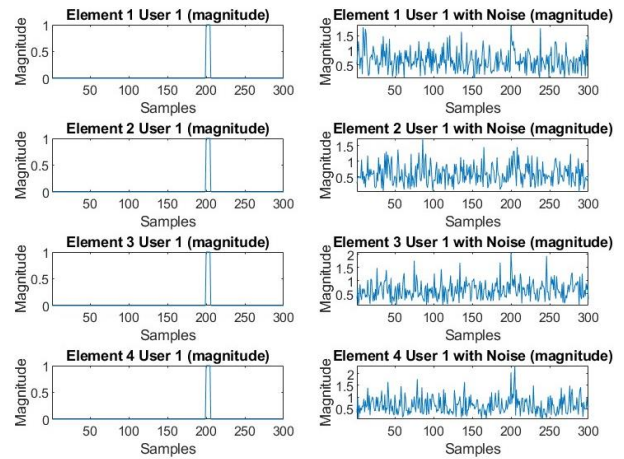 Element 1 User 1 (magnitude)
Magnitude
1
0.5
0
50 100 150 200 250 300
Samples
Element 1 User 1 with Noise (magnitude)
Magnitude
1.5
1
0.5
50 100 150 200 250 300
Samples
Element 2 User 1 (magnitude)
Magnitude
1
0.5
0
50 100 150 200 250 300
Samples
Element 2 User 1 with Noise (magnitude)
Magnitude
1.5
1
0.5
50 100 150 200 250 300
Samples
Element 3 User 1 (magnitude)
Magnitude
1
0.5
0
50 100 150 200 250 300
Samples
Element 3 User 1 with Noise (magnitude)
Magnitude
2
1.5
1
0.5
50 100 150 200 250 300
Samples
Element 4 User 1 (magnitude)
Magnitude
1
0.5
0
50 100 150 200 250 300
Samples
Element 4 User 1 with Noise (magnitude)
Magnitude
2
1.5
1
0.5
50 100 150 200 250 300
Samples